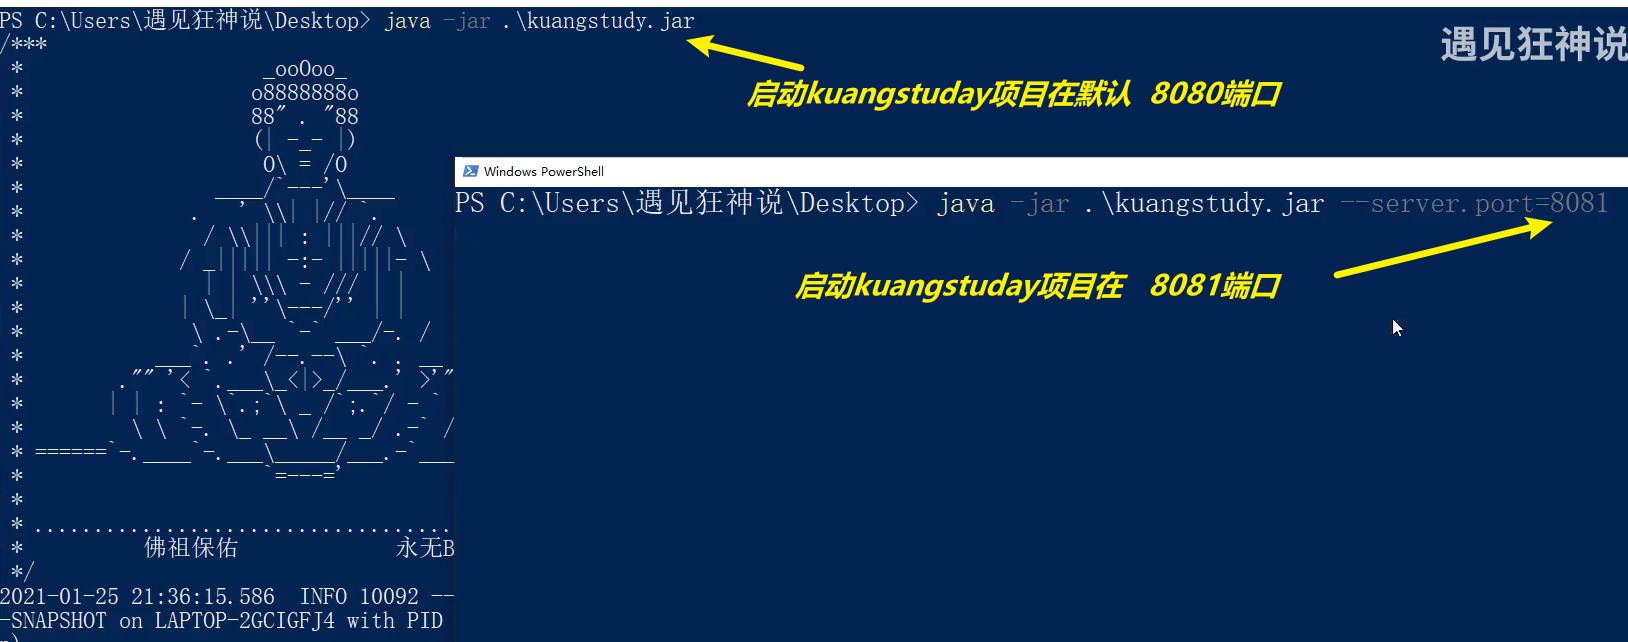 PS C:\Users\遇见狂神说\Desktop> java -jar .\kuangstudy.jar
遇见狂神说
启动kuangstuday项目在默认 8080端口
/***
 *                    _ooOoo_
 *                   o8888888o
 *                   88" . "88
 *                   (| -_- |)
 *                    O\ = /O
 *                ____/`---'\____
 *              .   ' \\| |// `.
 *               / \\||| : |||// \
 *             / _||||| -:- |||||- \
 *               | | \\\ - /// | |
 *             | \_| ''\---/'' | |
 *              \ .-\__ `-` ___/-. /
 *           ___`. .' /--.--\ `. . __
 *        ."" '< `.___\_<|>_/___.' >'"
 *       | | : `- \`.;`\ _ /`;.`/ - `
 *         \ \ `-. \_ __\ /__ _/ .-` /
 * ======`-.____`-.___\_____/___.-`___
 *                    `=---='
 *
 * ...................................
 *          佛祖保佑             永无B
 */
2021-01-25 21:36:15.586  INFO 10092 --
-SNAPSHOT on LAPTOP-2GCIGFJ4 with PID
Windows PowerShell
PS C:\Users\遇见狂神说\Desktop> java -jar .\kuangstudy.jar --server.port=8081
启动kuangstuday项目在 8081端口